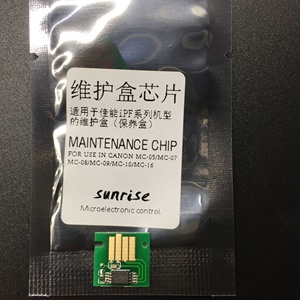 维护盒芯片
适用于佳能iPF系列机型
的维护盒（保养盒）
MAINTENANCE CHIP
FOR USE IN CANON MC-05/MC-07
MC-08/MC-09/MC-10/MC-16
sunrise
Microelectronic control.